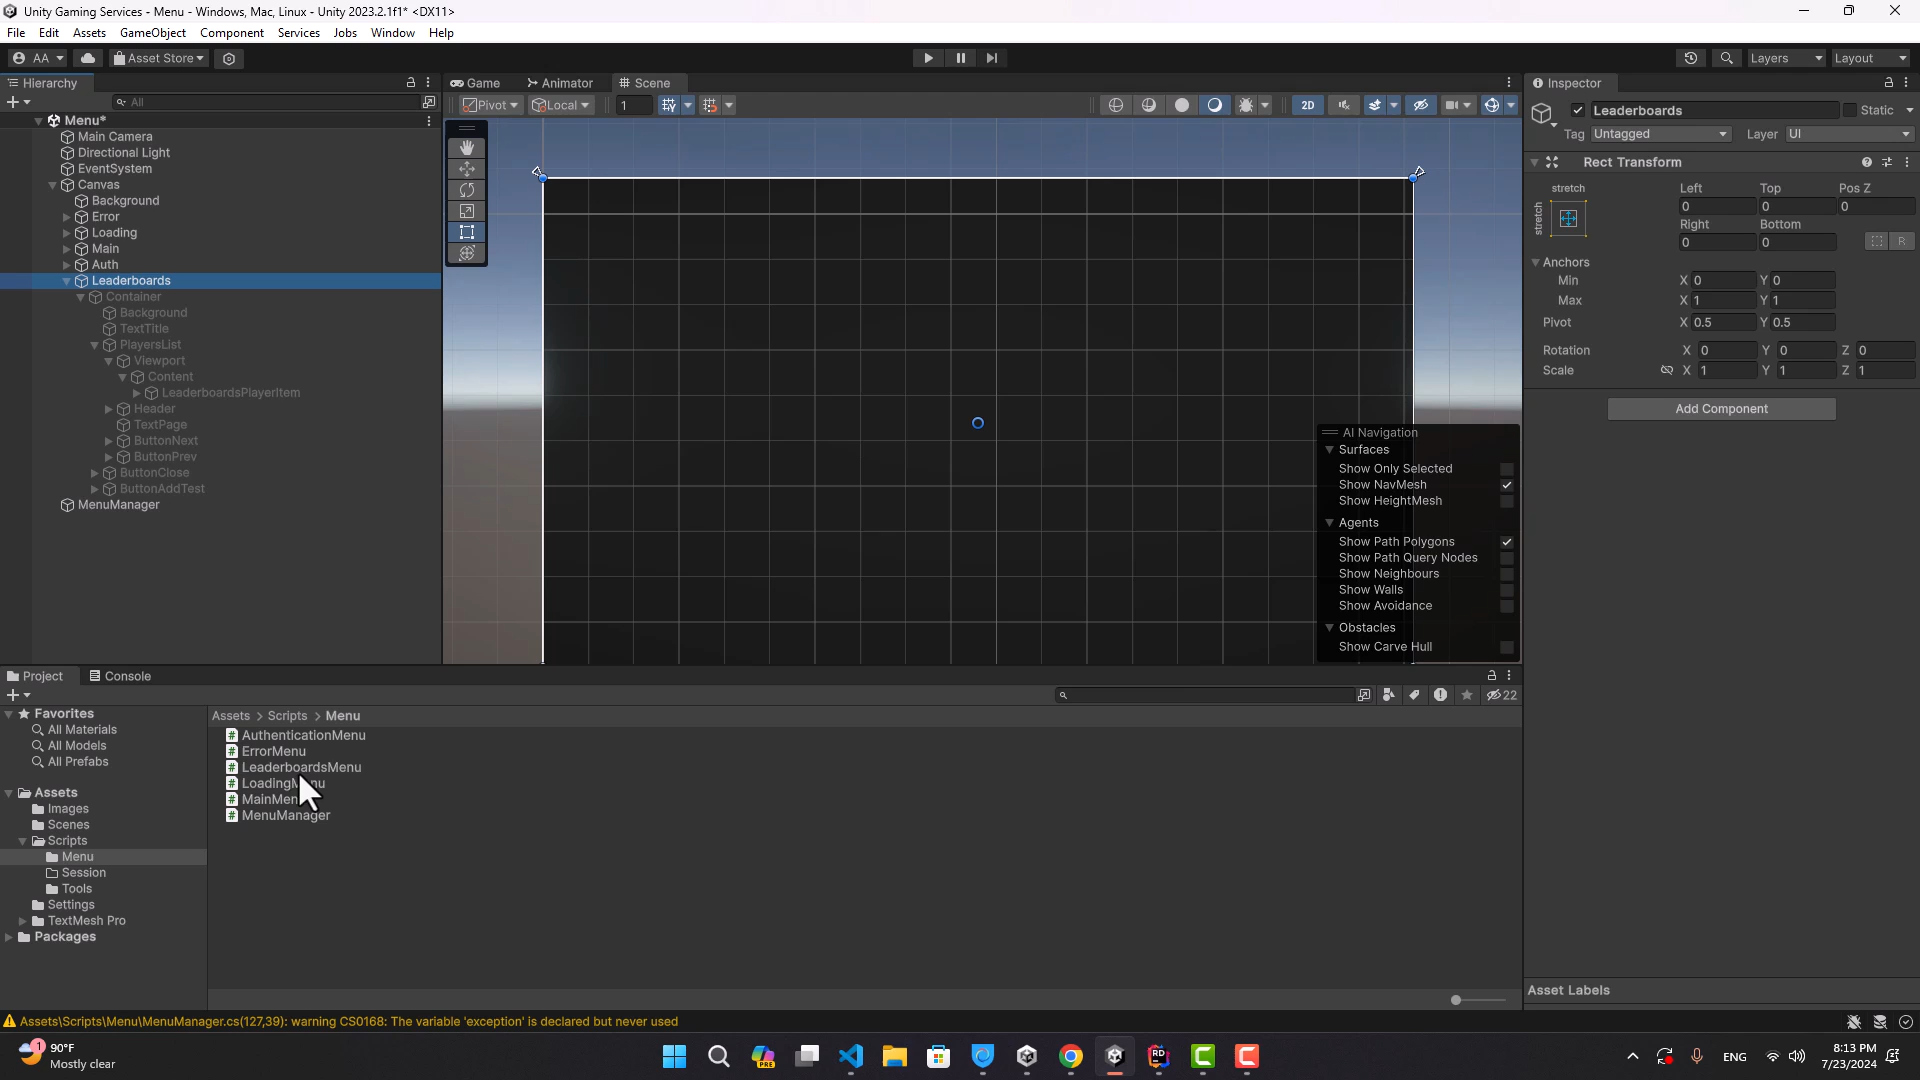 Unity Gaming Services - Menu - Windows, Mac, Linux - Unity 2023.2.1f1* <DX11>
File Edit Assets GameObject Component Services Jobs Window Help
AA Asset Store Layers Layout
Hierarchy
All
Menu*
Main Camera
Directional Light
EventSystem
Canvas
Background
Error
Loading
Main
Auth
Leaderboards
Container
Background
TextTitle
PlayersList
Viewport
Content
LeaderboardsPlayerItem
Header
TextPage
ButtonNext
ButtonPrev
ButtonClose
ButtonAddTest
MenuManager
Game Animator Scene
Pivot Local 1 2D
AI Navigation
Surfaces
Show Only Selected
Show NavMesh
Show HeightMesh
Agents
Show Path Polygons
Show Path Query Nodes
Show Neighbours
Show Walls
Show Avoidance
Obstacles
Show Carve Hull
Inspector
Leaderboards Static
Tag Untagged Layer UI
Rect Transform
stretch Left Top Pos Z
stretch 0 0 0
Right Bottom
0 0 R
Anchors
Min X 0 Y 0
Max X 1 Y 1
Pivot X 0.5 Y 0.5
Rotation X 0 Y 0 Z 0
Scale X 1 Y 1 Z 1
Add Component
Asset Labels
Project Console
22
Favorites
All Materials
All Models
All Prefabs
Assets
Images
Scenes
Scripts
Menu
Session
Tools
Settings
TextMesh Pro
Packages
Assets > Scripts > Menu
AuthenticationMenu
ErrorMenu
LeaderboardsMenu
MenuManager
Assets\Scripts\Menu\MenuManager.cs(127,39): warning CS0168: The variable 'exception' is declared but never used
1 90°F
Mostly clear
PRE
RD
ENG
8:13 PM
7/23/2024